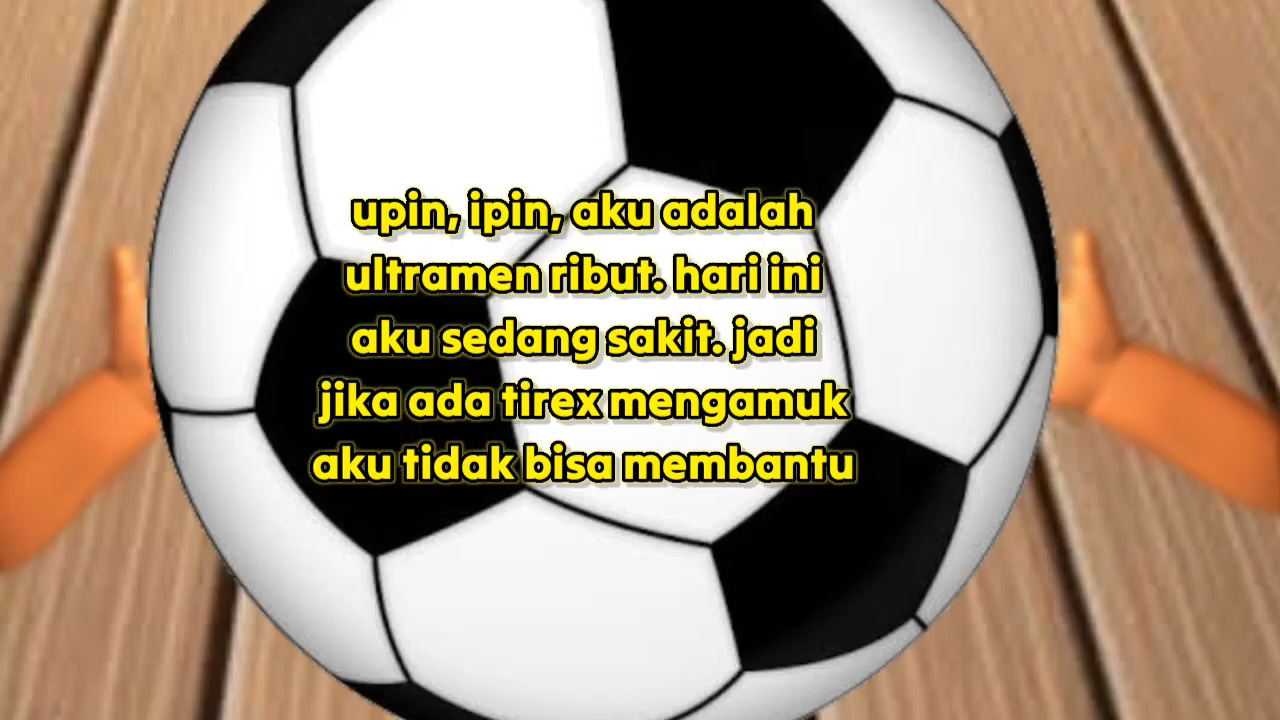 upin, ipin, aku adalah
ultramen ribut. hari ini
aku sedang sakit. jadi
jika ada tirex mengamuk
aku tidak bisa membantu